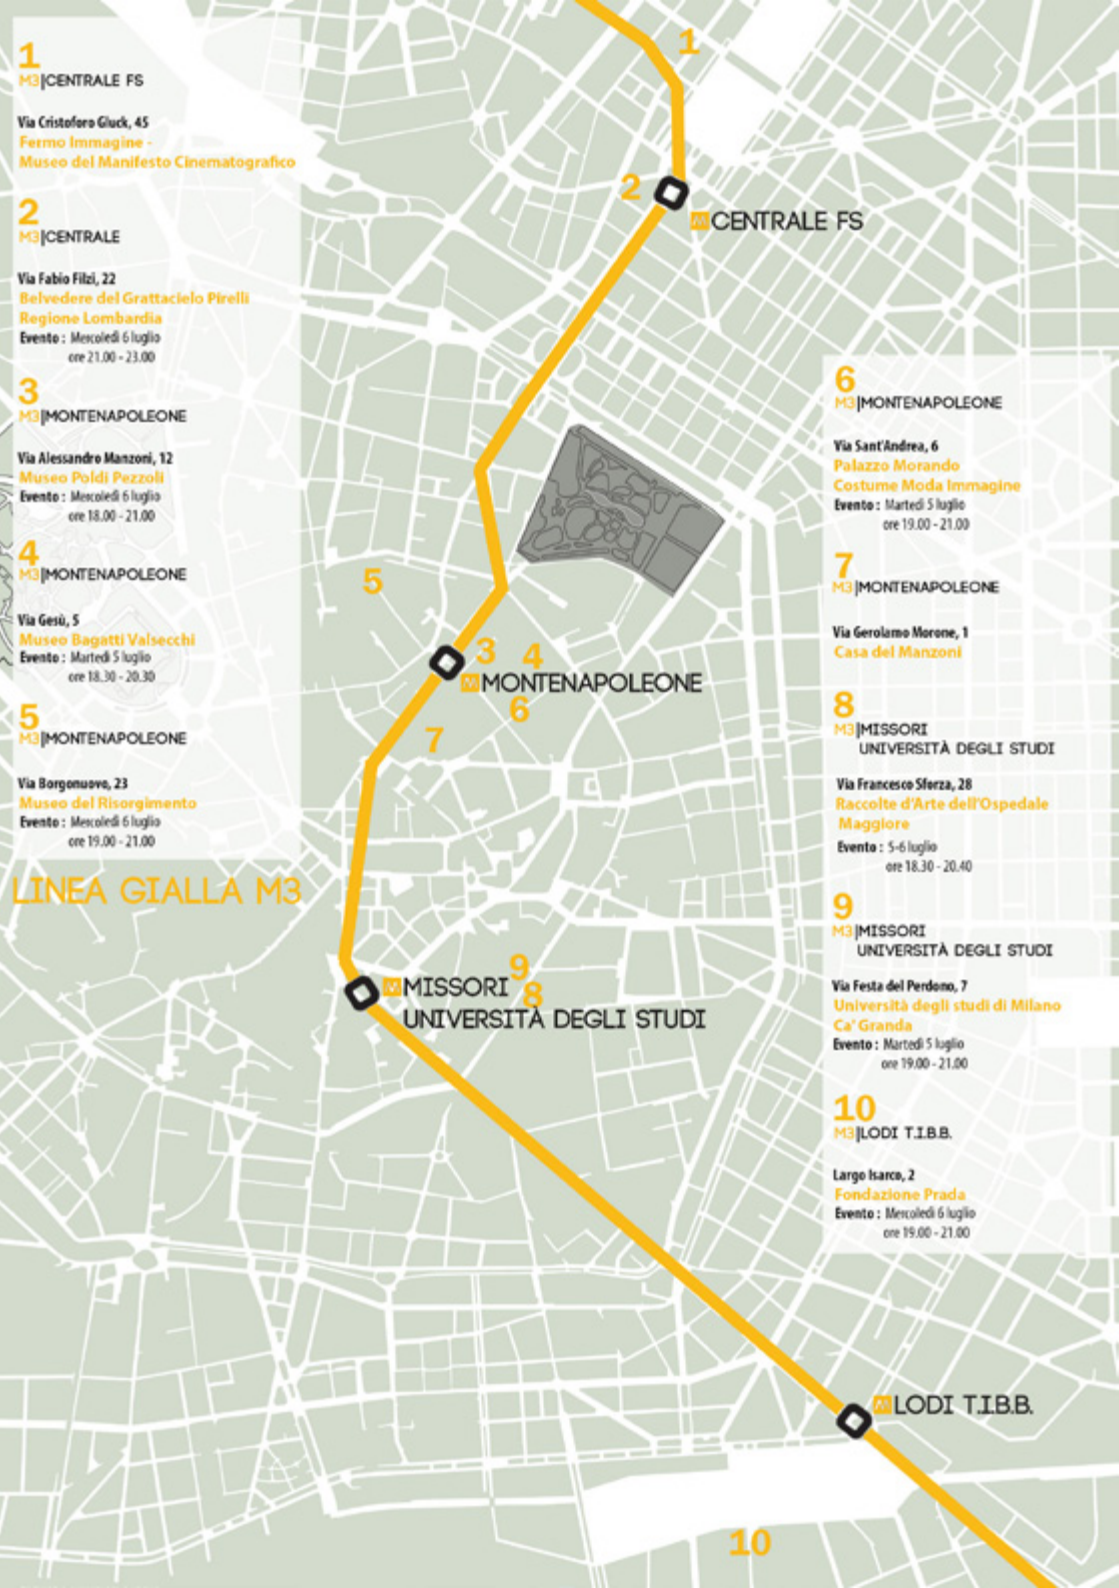 1
M3|CENTRALE FS
Via Cristoforo Gluck, 45
Fermo Immagine -
Museo del Manifesto Cinematografico
2
M3|CENTRALE
Via Fabio Filzi, 22
Belvedere del Grattacielo Pirelli
Regione Lombardia
Evento : Mercoledì 6 luglio
ore 21.00 - 23.00
3
M3|MONTENAPOLEONE
Via Alessandro Manzoni, 12
Museo Poldi Pezzoli
Evento : Mercoledì 6 luglio
ore 18.00 - 21.00
4
M3|MONTENAPOLEONE
Via Gesù, 5
Museo Bagatti Valsecchi
Evento : Martedì 5 luglio
ore 18.30 - 20.30
5
M3|MONTENAPOLEONE
Via Borgonuovo, 23
Museo del Risorgimento
Evento : Mercoledì 6 luglio
ore 19.00 - 21.00
LINEA GIALLA M3
1
2
M CENTRALE FS
5
3
4
M MONTENAPOLEONE
6
7
9
M MISSORI
8
UNIVERSITÀ DEGLI STUDI
M LODI T.I.B.B.
10
6
M3|MONTENAPOLEONE
Via Sant'Andrea, 6
Palazzo Morando
Costume Moda Immagine
Evento : Martedì 5 luglio
ore 19.00 - 21.00
7
M3|MONTENAPOLEONE
Via Gerolamo Morone, 1
Casa del Manzoni
8
M3|MISSORI
UNIVERSITÀ DEGLI STUDI
Via Francesco Sforza, 28
Raccolte d'Arte dell'Ospedale
Maggiore
Evento : 5-6 luglio
ore 18.30 - 20.40
9
M3|MISSORI
UNIVERSITÀ DEGLI STUDI
Via Festa del Perdono, 7
Università degli studi di Milano
Ca' Granda
Evento : Martedì 5 luglio
ore 19.00 - 21.00
10
M3|LODI T.I.B.B.
Largo Isarco, 2
Fondazione Prada
Evento : Mercoledì 6 luglio
ore 19.00 - 21.00